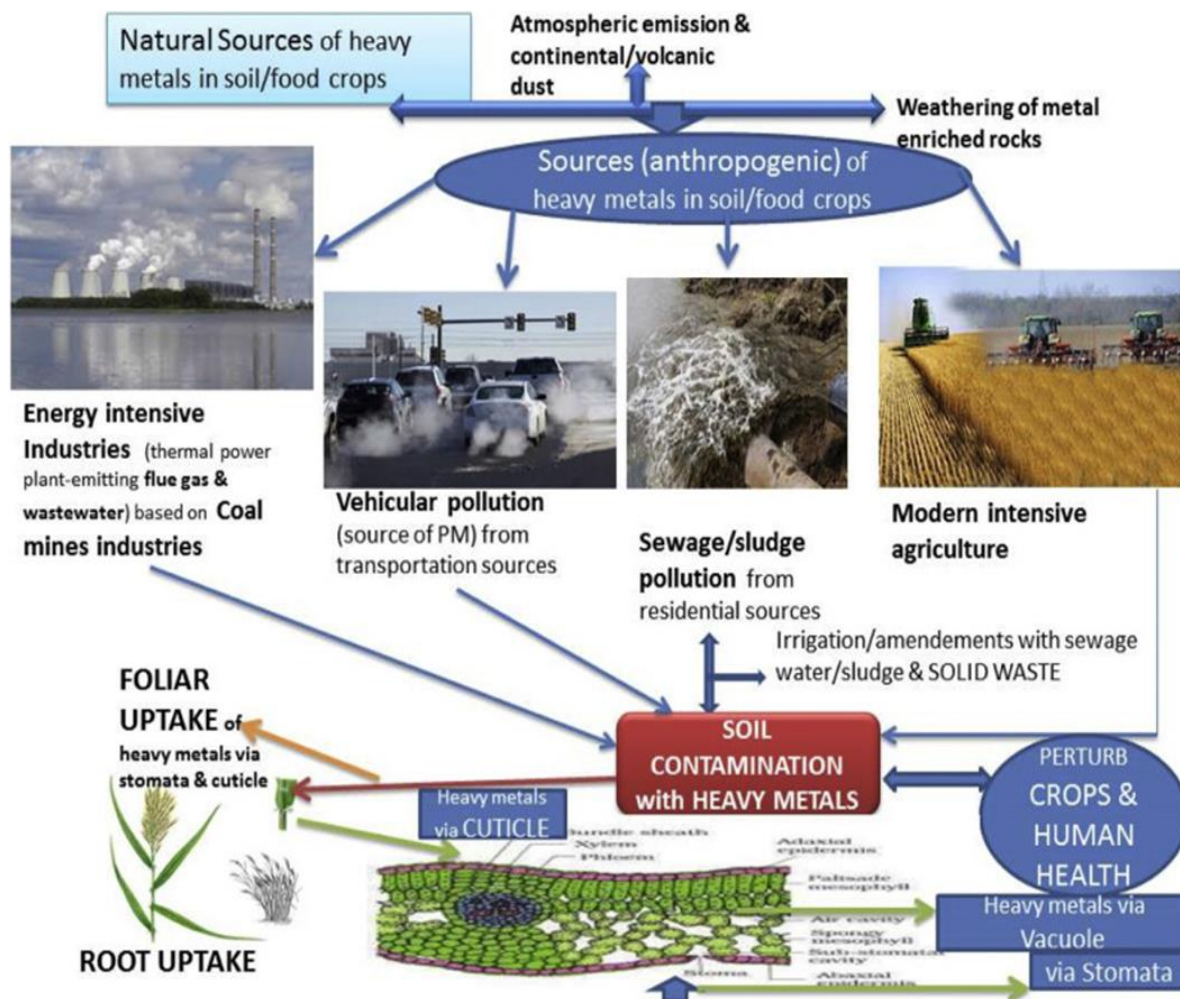 Natural Sources of heavy
metals in soil/food crops
Atmospheric emission &
continental/volcanic
dust
Weathering of metal
enriched rocks
Sources (anthropogenic) of
heavy metals in soil/food crops
Energy intensive
Industries (thermal power
plant-emitting flue gas &
wastewater) based on Coal
mines industries
Vehicular pollution
(source of PM) from
transportation sources
Sewage/sludge
pollution from
residential sources
Modern intensive
agriculture
Irrigation/amendements with sewage
water/sludge & SOLID WASTE
FOLIAR
UPTAKE of
heavy metals via
stomata & cuticle
SOIL
CONTAMINATION
with HEAVY METALS
PERTURB
CROPS &
HUMAN
HEALTH
Heavy metals
via CUTICLE
bundle sheath
Xylem
Phloem
Adaxial
epidermis
Palisade
mesophyll
Air cavity
Spongy
mesophyll
Sub-stomatal
cavity
Stoma
Abaxial
epidermis
Heavy metals via
Vacuole
via Stomata
ROOT UPTAKE